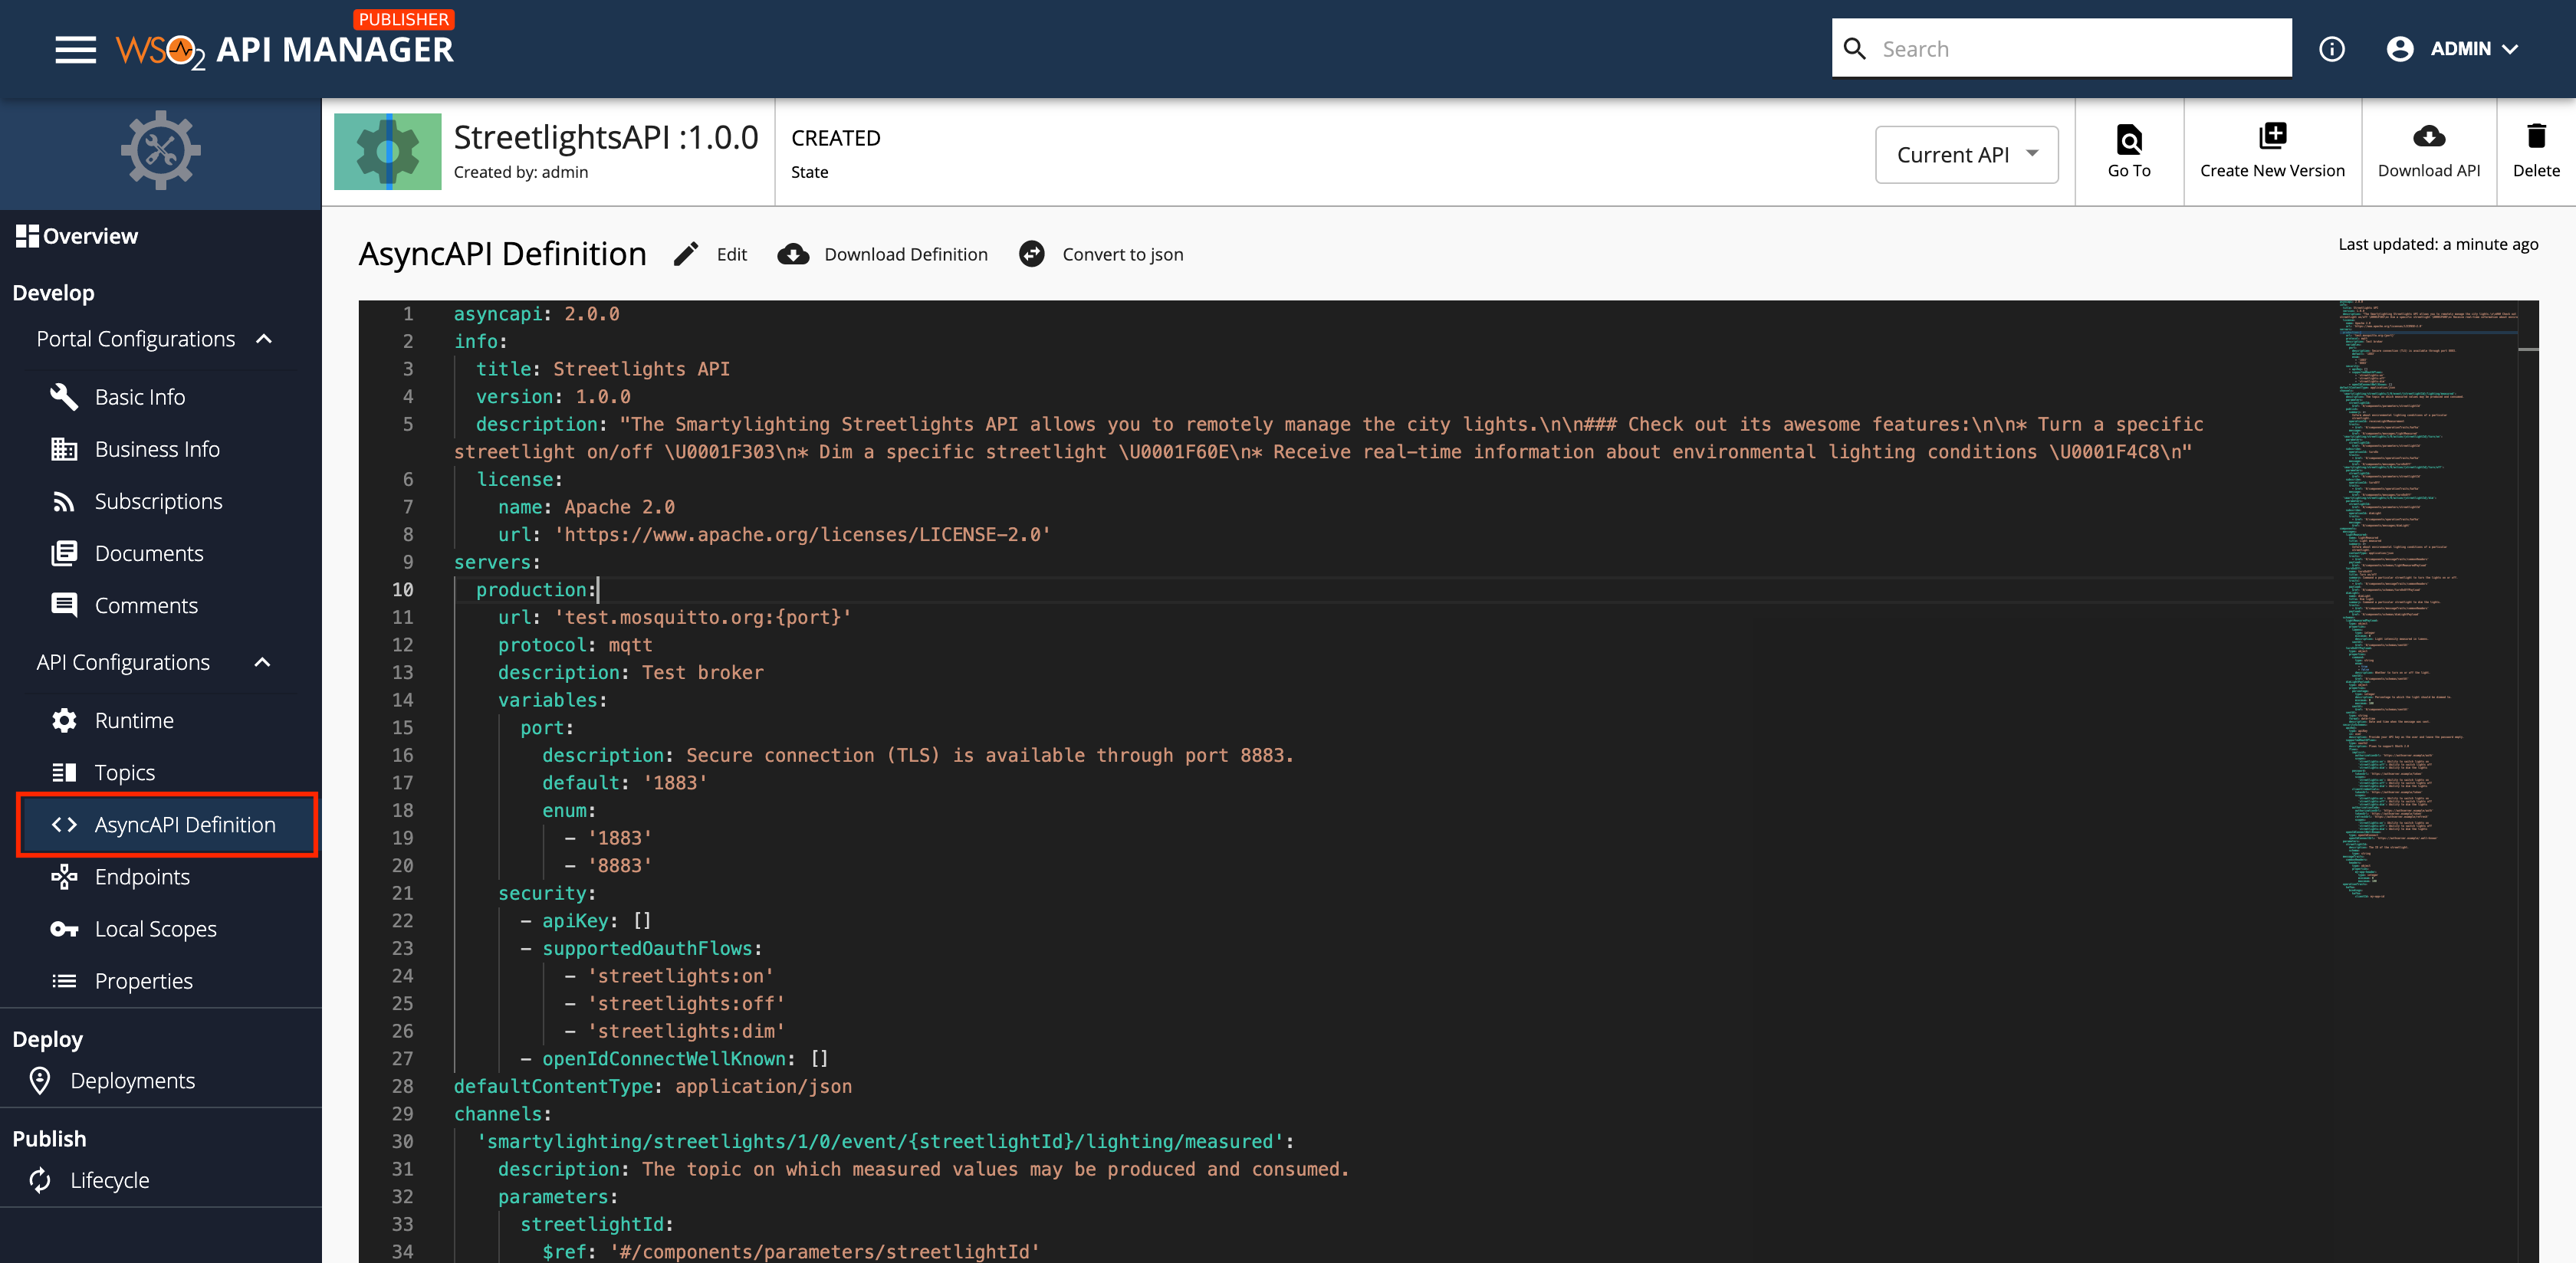 PUBLISHER
WSO2 API MANAGER
Search
ADMIN
StreetlightsAPI :1.0.0
Created by: admin
CREATED
State
Current API
Go To
Create New Version
Download API
Delete
Overview
Develop
Portal Configurations
Basic Info
Business Info
Subscriptions
Documents
Comments
API Configurations
Runtime
Topics
<> AsyncAPI Definition
Endpoints
Local Scopes
Properties
Deploy
Deployments
Publish
Lifecycle
AsyncAPI Definition
Edit
Download Definition
Convert to json
Last updated: a minute ago
1 asyncapi: 2.0.0
2 info:
3   title: Streetlights API
4   version: 1.0.0
5   description: "The Smartylighting Streetlights API allows you to remotely manage the city lights.\n\n### Check out its awesome features:\n\n* Turn a specific
streetlight on/off \U0001F303\n* Dim a specific streetlight \U0001F60E\n* Receive real-time information about environmental lighting conditions \U0001F4C8\n"
6   license:
7     name: Apache 2.0
8     url: 'https://www.apache.org/licenses/LICENSE-2.0'
9 servers:
10   production:
11     url: 'test.mosquitto.org:{port}'
12     protocol: mqtt
13     description: Test broker
14     variables:
15       port:
16         description: Secure connection (TLS) is available through port 8883.
17         default: '1883'
18         enum:
19           - '1883'
20           - '8883'
21     security:
22       - apiKey: []
23       - supportedOauthFlows:
24           - 'streetlights:on'
25           - 'streetlights:off'
26           - 'streetlights:dim'
27       - openIdConnectWellKnown: []
28 defaultContentType: application/json
29 channels:
30   'smartylighting/streetlights/1/0/event/{streetlightId}/lighting/measured':
31     description: The topic on which measured values may be produced and consumed.
32     parameters:
33       streetlightId:
34         $ref: '#/components/parameters/streetlightId'